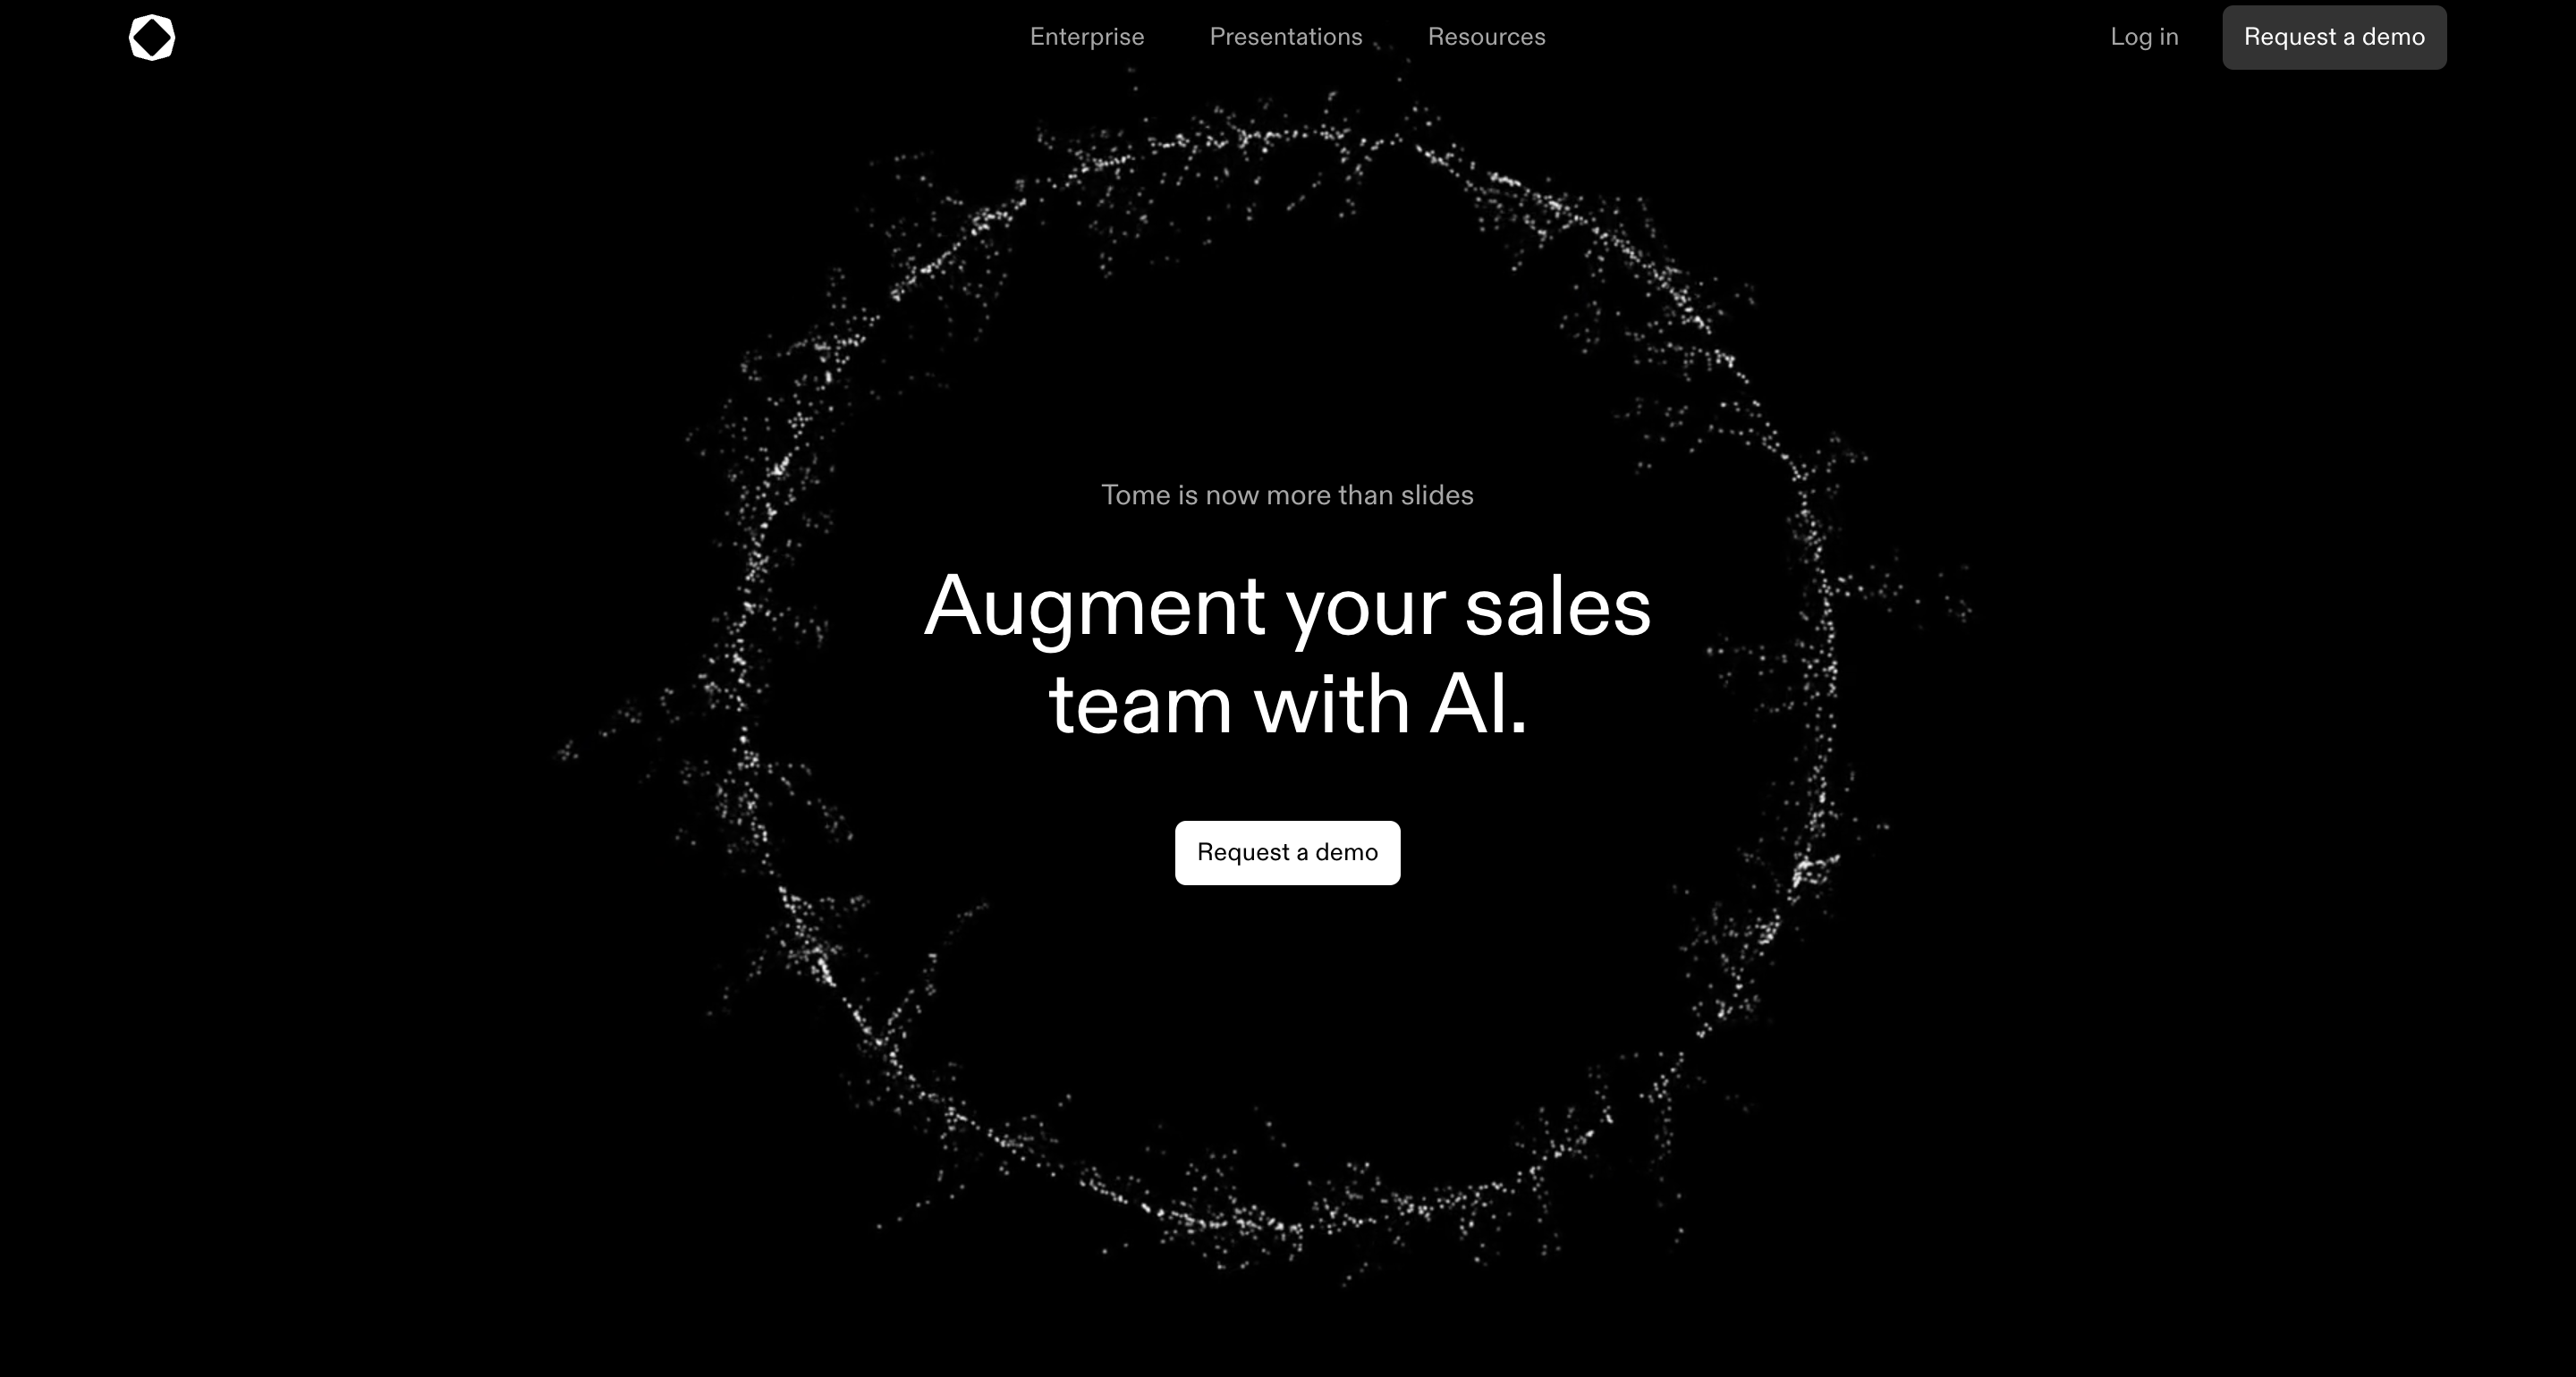 Enterprise
Presentations
Resources
Log in
Request a demo
Tome is now more than slides
Augment your sales
team with AI.
Request a demo